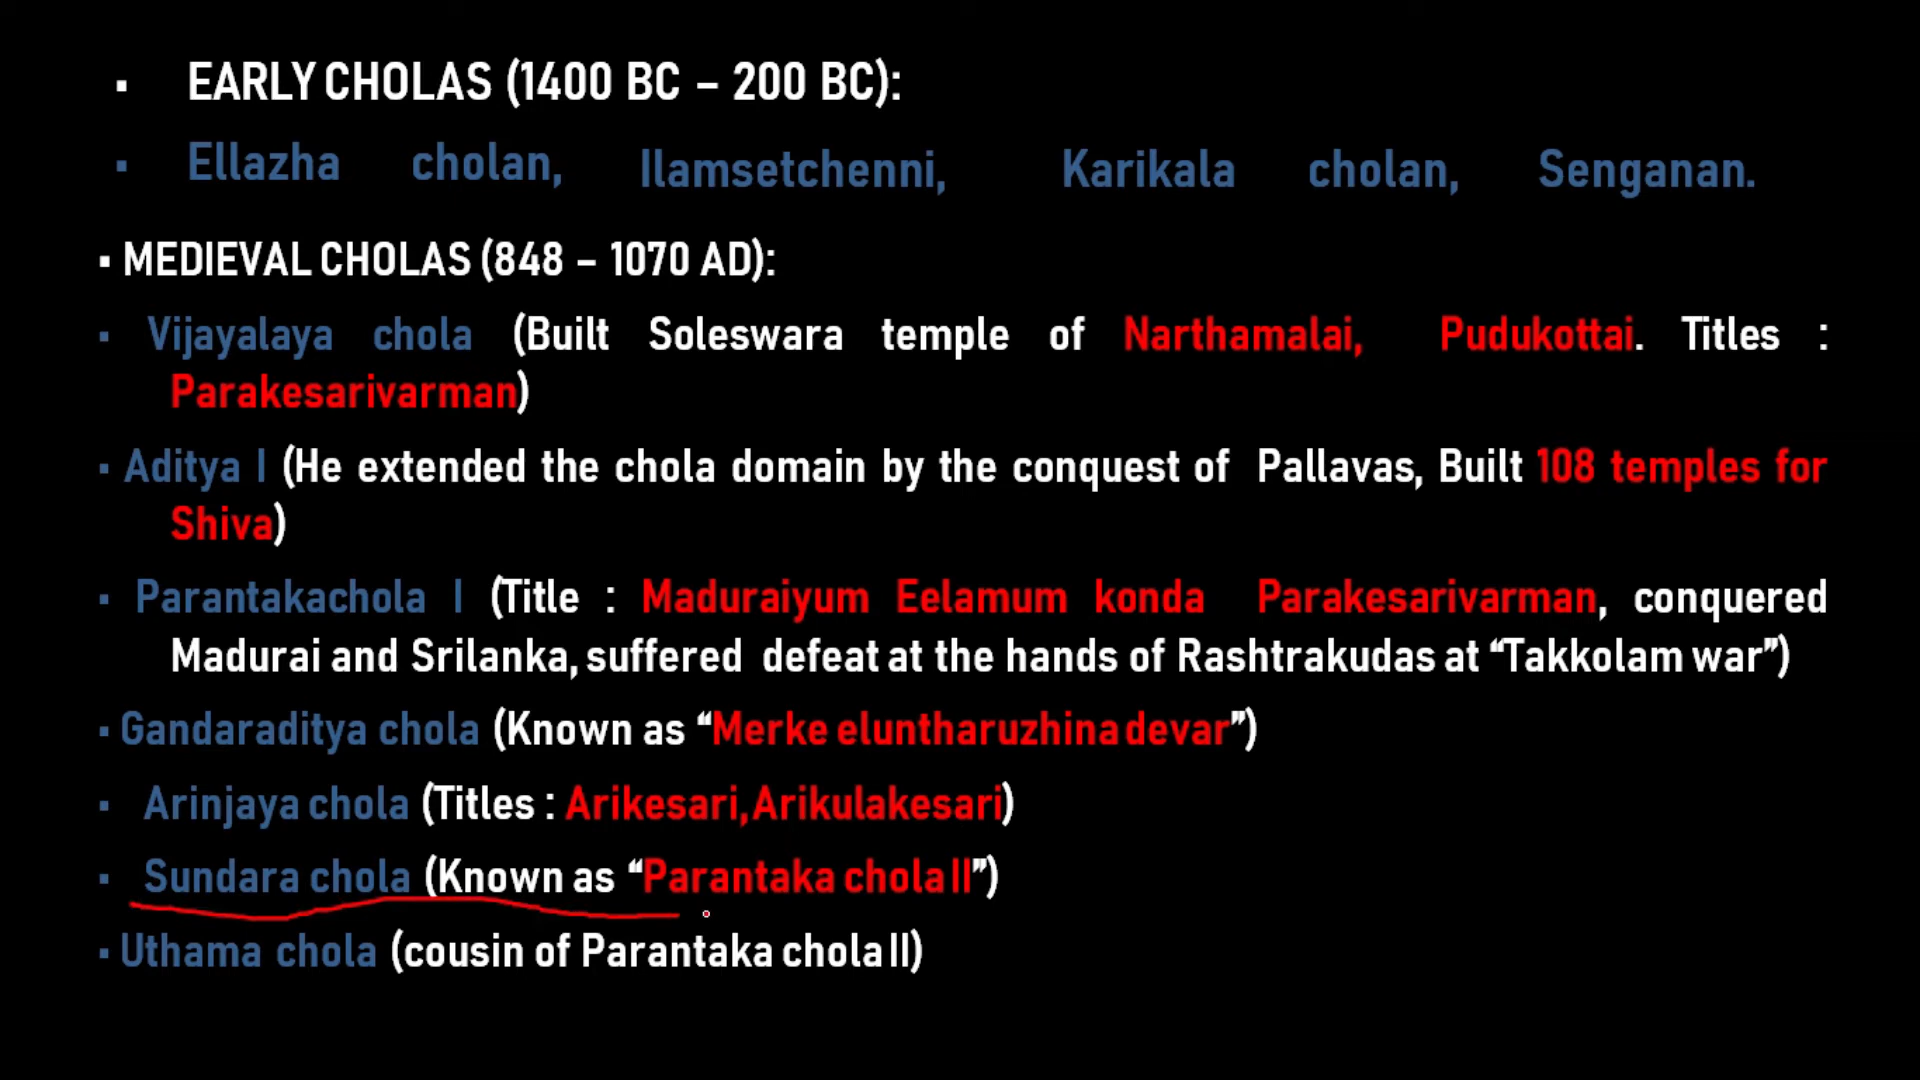 ▪ EARLY CHOLAS (1400 BC – 200 BC):
▪ Ellazha cholan, Ilamsetchenni, Karikala cholan, Senganan.
▪ MEDIEVAL CHOLAS (848 – 1070 AD):
▪ Vijayalaya chola (Built Soleswara temple of Narthamalai, Pudukottai. Titles :
Parakesarivarman)
▪ Aditya I (He extended the chola domain by the conquest of Pallavas, Built 108 temples for
Shiva)
▪ Parantakachola I (Title : Maduraiyum Eelamum konda Parakesarivarman, conquered
Madurai and Srilanka, suffered defeat at the hands of Rashtrakudas at “Takkolam war”)
▪ Gandaraditya chola (Known as “Merke eluntharuzhina devar”)
▪ Arinjaya chola (Titles : Arikesari, Arikulakesari)
▪ Sundara chola (Known as “Parantaka chola II”)
▪ Uthama chola (cousin of Parantaka chola II)